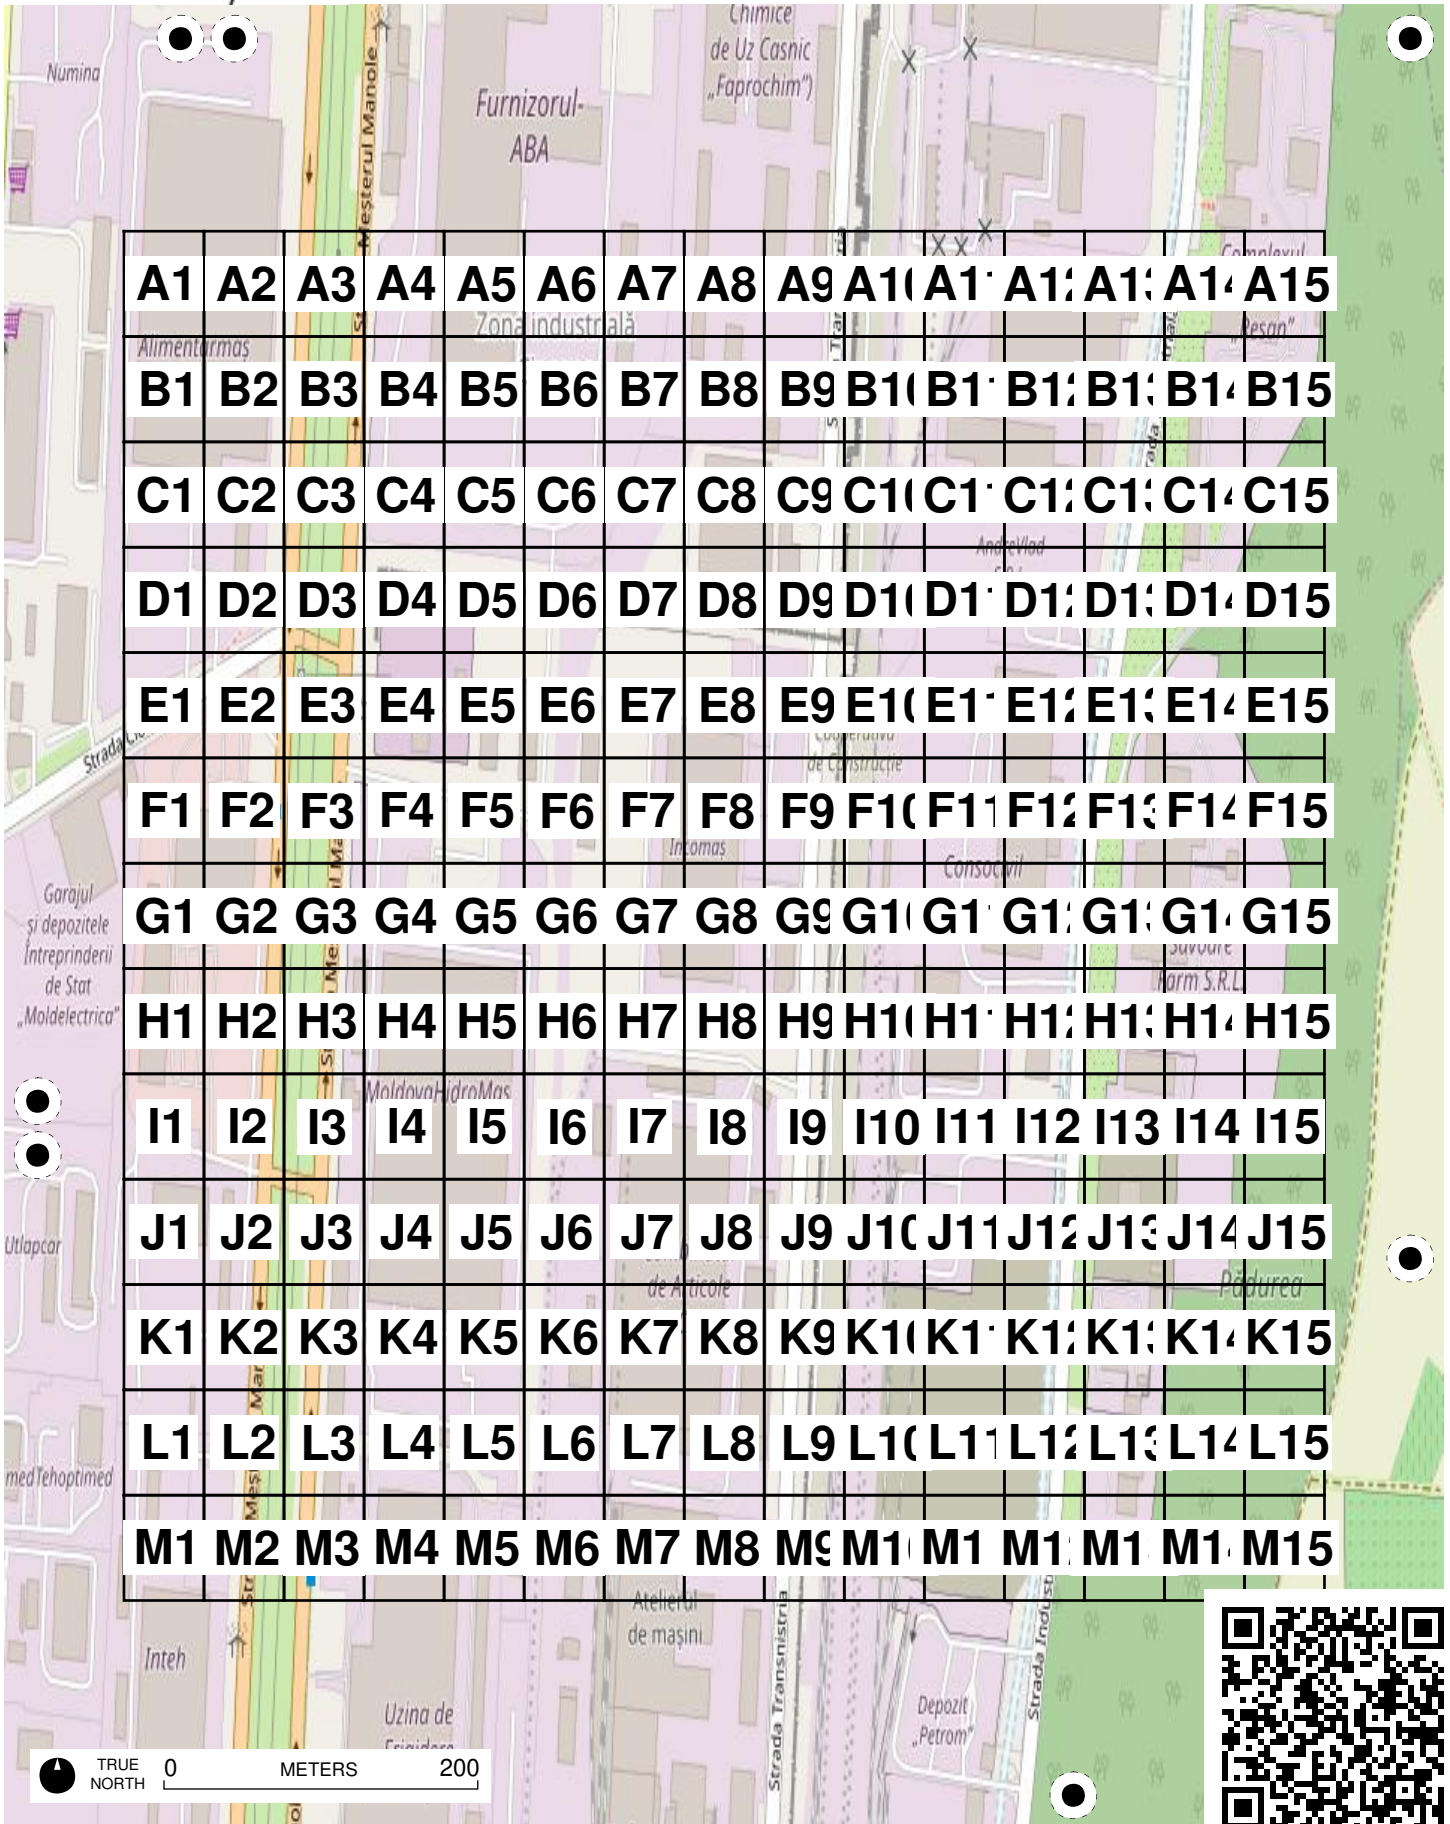 Numina
Chimice
de Uz Casnic
„Faprochim”)
Meșterul Manole
Furnizorul-
ABA
Complexul
A1 A2 A3 A4 A5 A6 A7 A8 A9 A10 A11 A12 A13 A14 A15
Zona industrială
„Pesan”
Alimentarmaș
B1 B2 B3 B4 B5 B6 B7 B8 B9 B10 B11 B12 B13 B14 B15
Strada
C1 C2 C3 C4 C5 C6 C7 C8 C9 C10 C11 C12 C13 C14 C15
AndreVlad
D1 D2 D3 D4 D5 D6 D7 D8 D9 D10 D11 D12 D13 D14 D15
E1 E2 E3 E4 E5 E6 E7 E8 E9 E10 E11 E12 E13 E14 E15
Strada
Cooperativa
de Construcție
F1 F2 F3 F4 F5 F6 F7 F8 F9 F10 F11 F12 F13 F14 F15
Incomaș
Consocivil
Garajul
și depozitele
Întreprinderii
de Stat
„Moldelectrica”
G1 G2 G3 G4 G5 G6 G7 G8 G9 G10 G11 G12 G13 G14 G15
Savoare
Farm S.R.L.
H1 H2 H3 H4 H5 H6 H7 H8 H9 H10 H11 H12 H13 H14 H15
MoldovaHidroMaș
I1 I2 I3 I4 I5 I6 I7 I8 I9 I10 I11 I12 I13 I14 I15
J1 J2 J3 J4 J5 J6 J7 J8 J9 J10 J11 J12 J13 J14 J15
Utlapcar
de Articole
Pădurea
K1 K2 K3 K4 K5 K6 K7 K8 K9 K10 K11 K12 K13 K14 K15
L1 L2 L3 L4 L5 L6 L7 L8 L9 L10 L11 L12 L13 L14 L15
medTehoptimed
M1 M2 M3 M4 M5 M6 M7 M8 M9 M10 M11 M12 M13 M14 M15
Atelierul
de mașini
Inteh
Strada Transnistria
Strada Indust
Uzina de
Frigidere
Depozit
„Petrom”
TRUE
NORTH
0 METERS 200